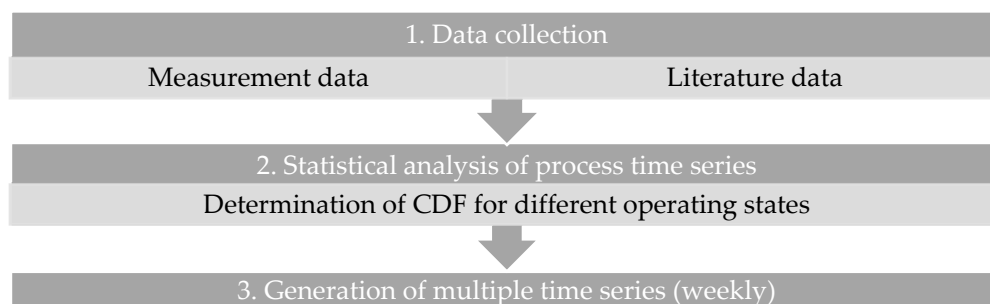 1. Data collection
Measurement data
Literature data
2. Statistical analysis of process time series
Determination of CDF for different operating states
3. Generation of multiple time series (weekly)